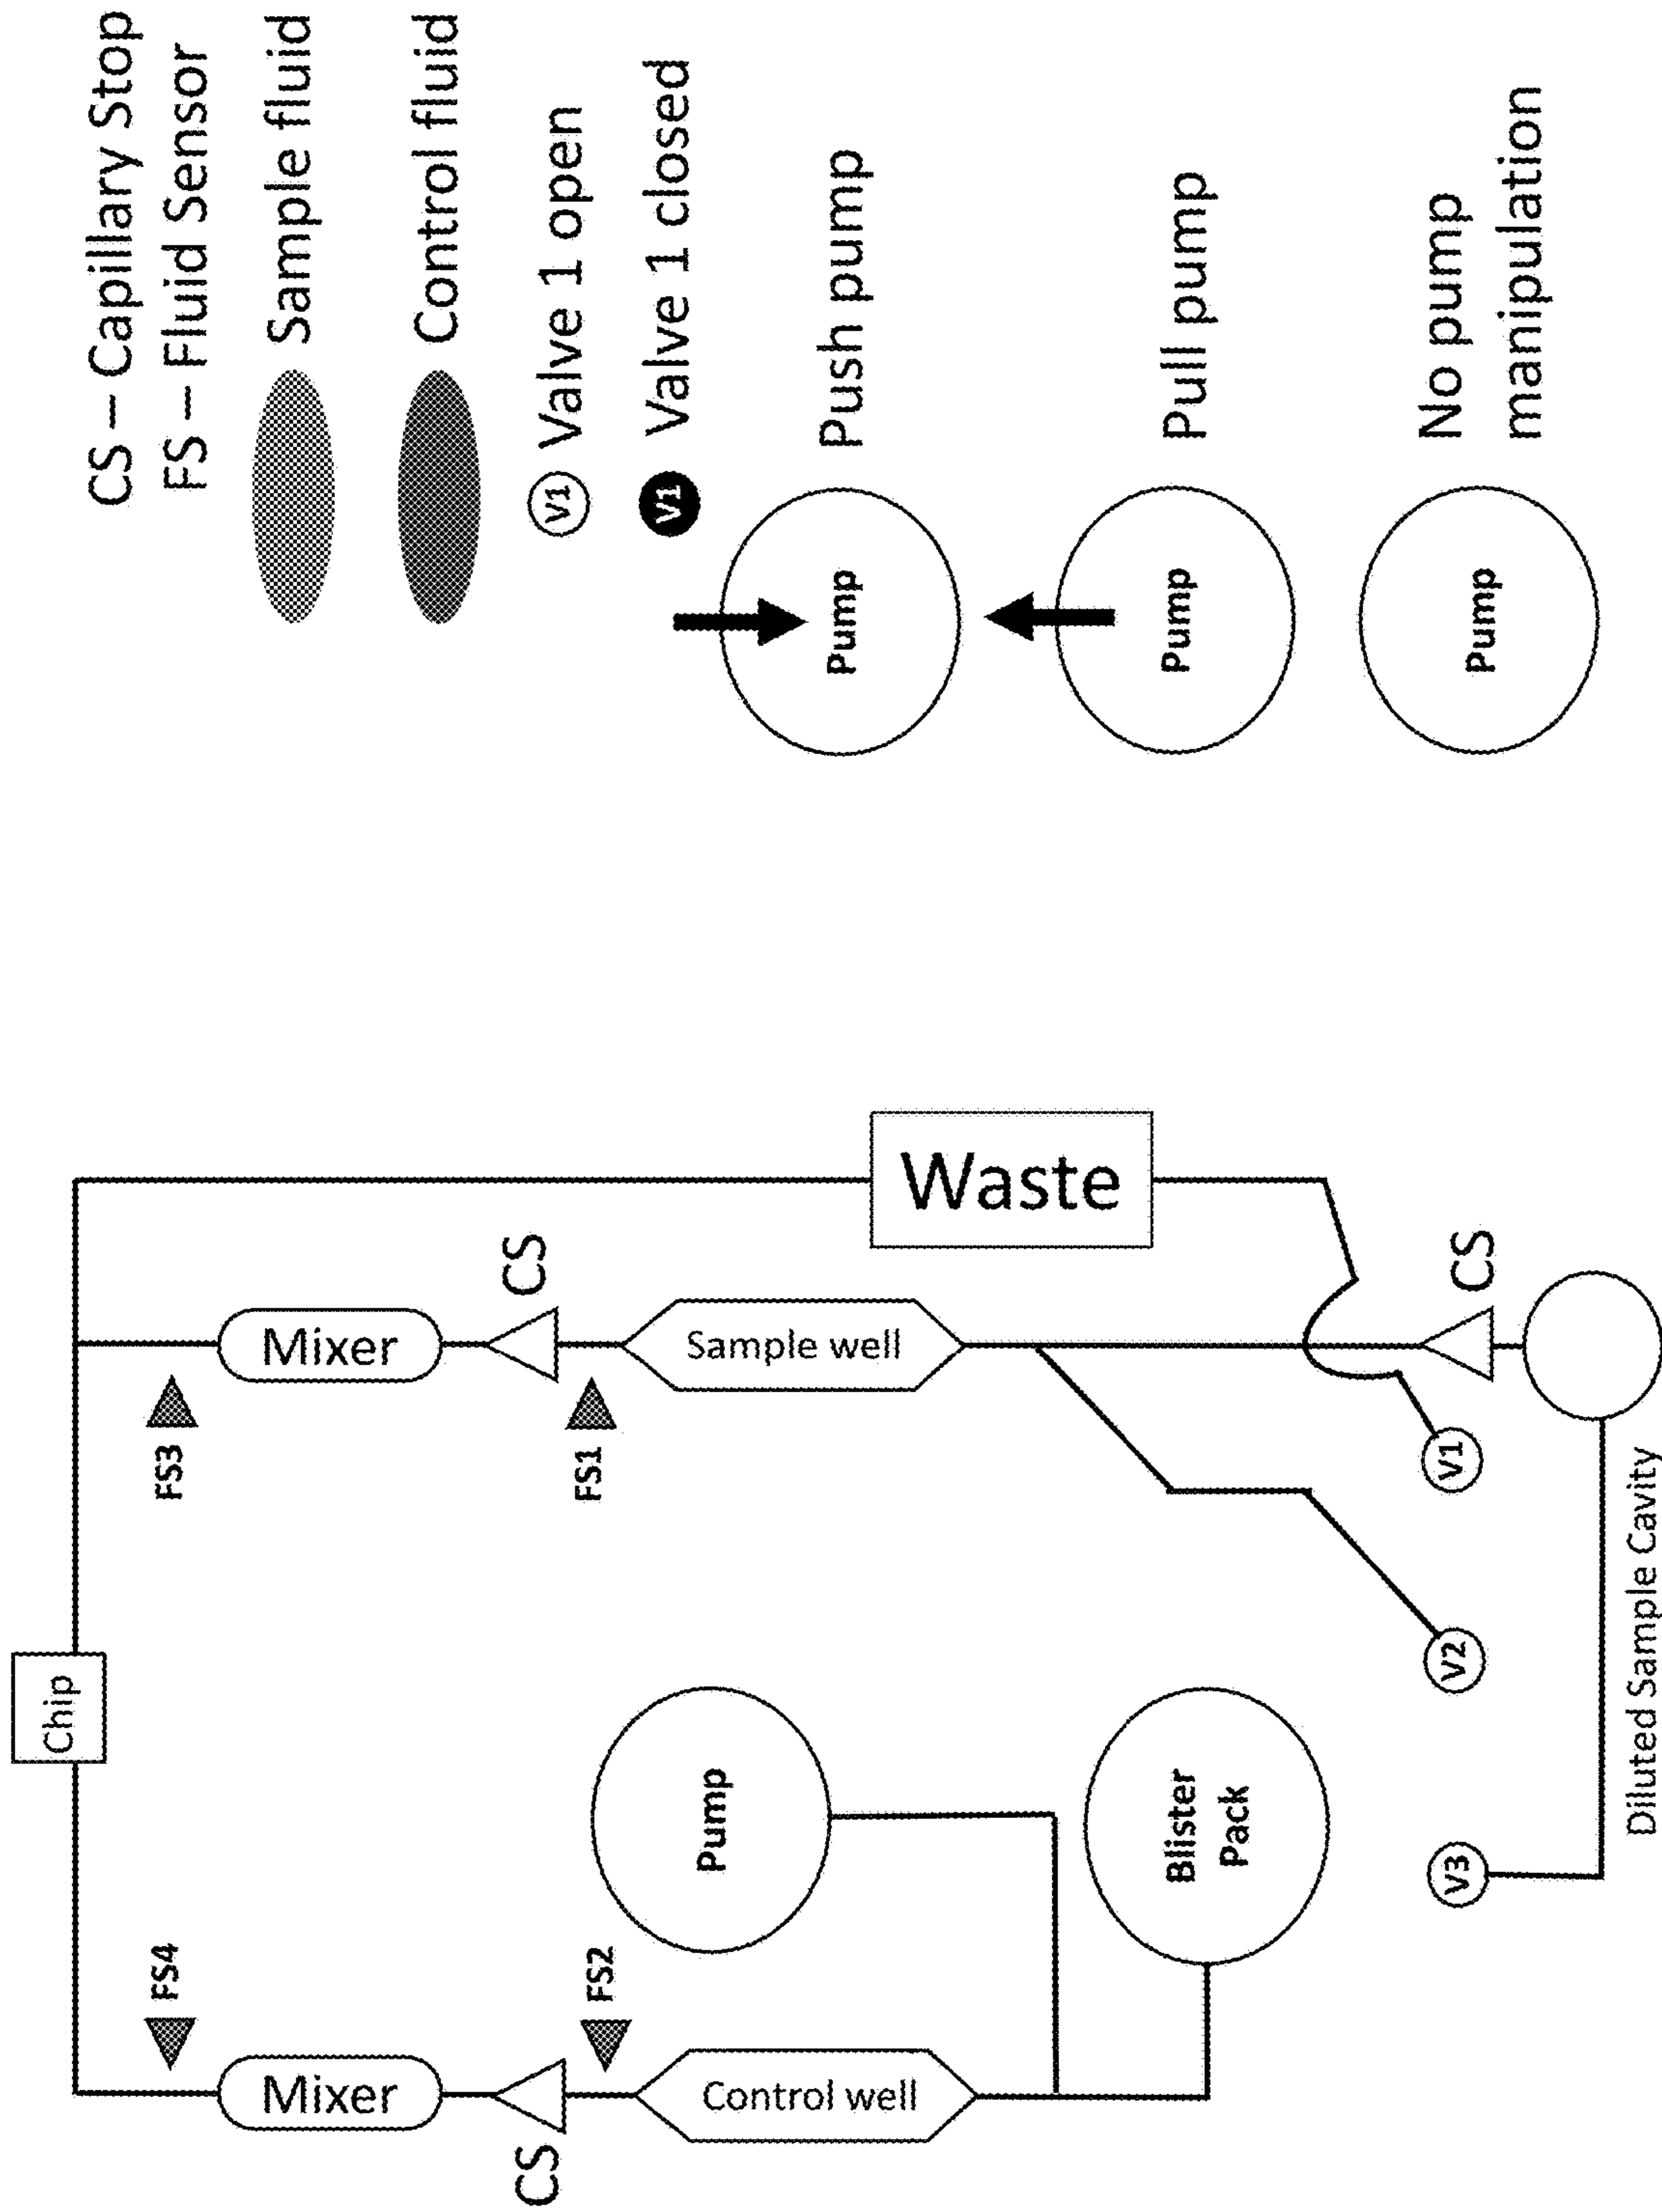 Chip
FS4
Mixer
CS
FS2
Control well
Pump
Blister
Pack
V3
V2
V1
Diluted Sample Cavity
FS3
Mixer
CS
FS1
Sample well
CS
Waste
CS – Capillary Stop
FS – Fluid Sensor
Sample fluid
Control fluid
V1 Valve 1 open
V1 Valve 1 closed
Pump Push pump
Pump Pull pump
Pump No pump
manipulation